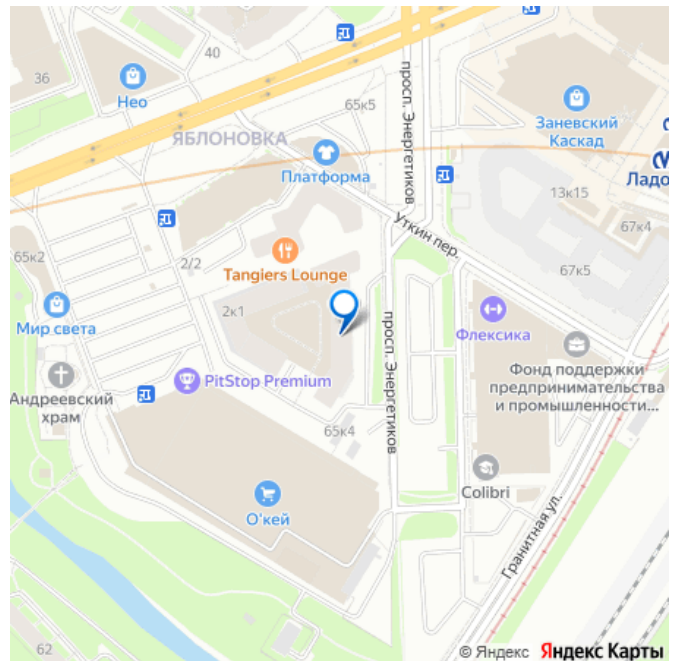 40
36
Нео
65к5
просп. Энергетиков
Заневский
Каскад
ЯБЛОНОВКА
Платформа
Ладо
13к15
Уткин пер.
67к4
65к2
2/2
Tangiers Lounge
67к5
2к1
Мир света
Флексика
просп. Энергетиков
Фонд поддержки
предпринимательства
и промышленности...
PitStop Premium
Андреевский
храм
65к4
Colibri
О'кей
Гранитная ул.
62
© Яндекс Яндекс Карты